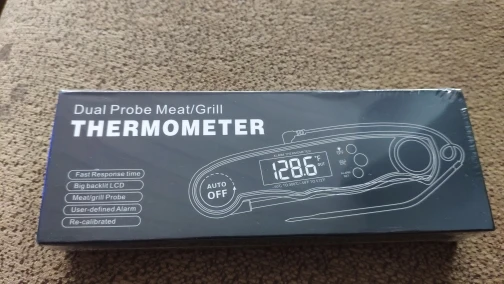 Dual Probe Meat/Grill
THERMOMETER
Fast Response time
Big backlit LCD
Meat/grill Probe
User-defined Alarm
Re-calibrated
AUTO
OFF
128.6°F